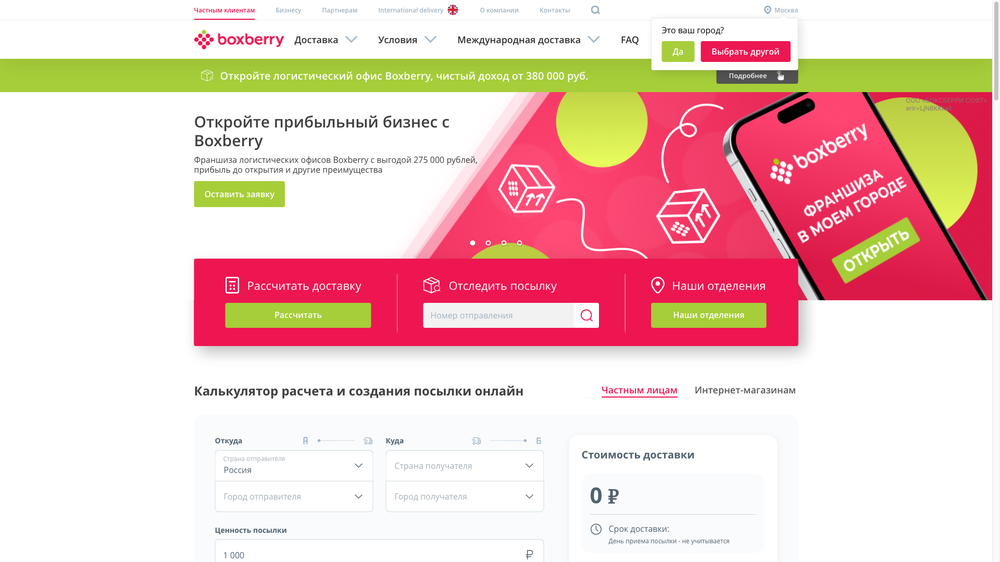 Частным клиентам Бизнесу Партнерам International delivery О компании Контакты Москва
Это ваш город?
Да Выбрать другой
boxberry Доставка Условия Международная доставка FAQ
Откройте логистический офис Boxberry, чистый доход от 380 000 руб.
Подробнее
Откройте прибыльный бизнес с
Boxberry
Франшиза логистических офисов Boxberry с выгодой 275 000 рублей,
прибыль до открытия и другие преимущества
Оставить заявку
boxberry
ФРАНШИЗА
В МОЕМ ГОРОДЕ
ОТКРЫТЬ
Рассчитать доставку
Рассчитать
Отследить посылку
Номер отправления
Наши отделения
Наши отделения
Калькулятор расчета и создания посылки онлайн
Частным лицам Интернет-магазинам
Откуда
Страна отправителя
Россия
Город отправителя
Куда
Страна получателя
Город получателя
Ценность посылки
1 000 ₽
Стоимость доставки
0 ₽
Срок доставки:
День приема посылки - не учитывается